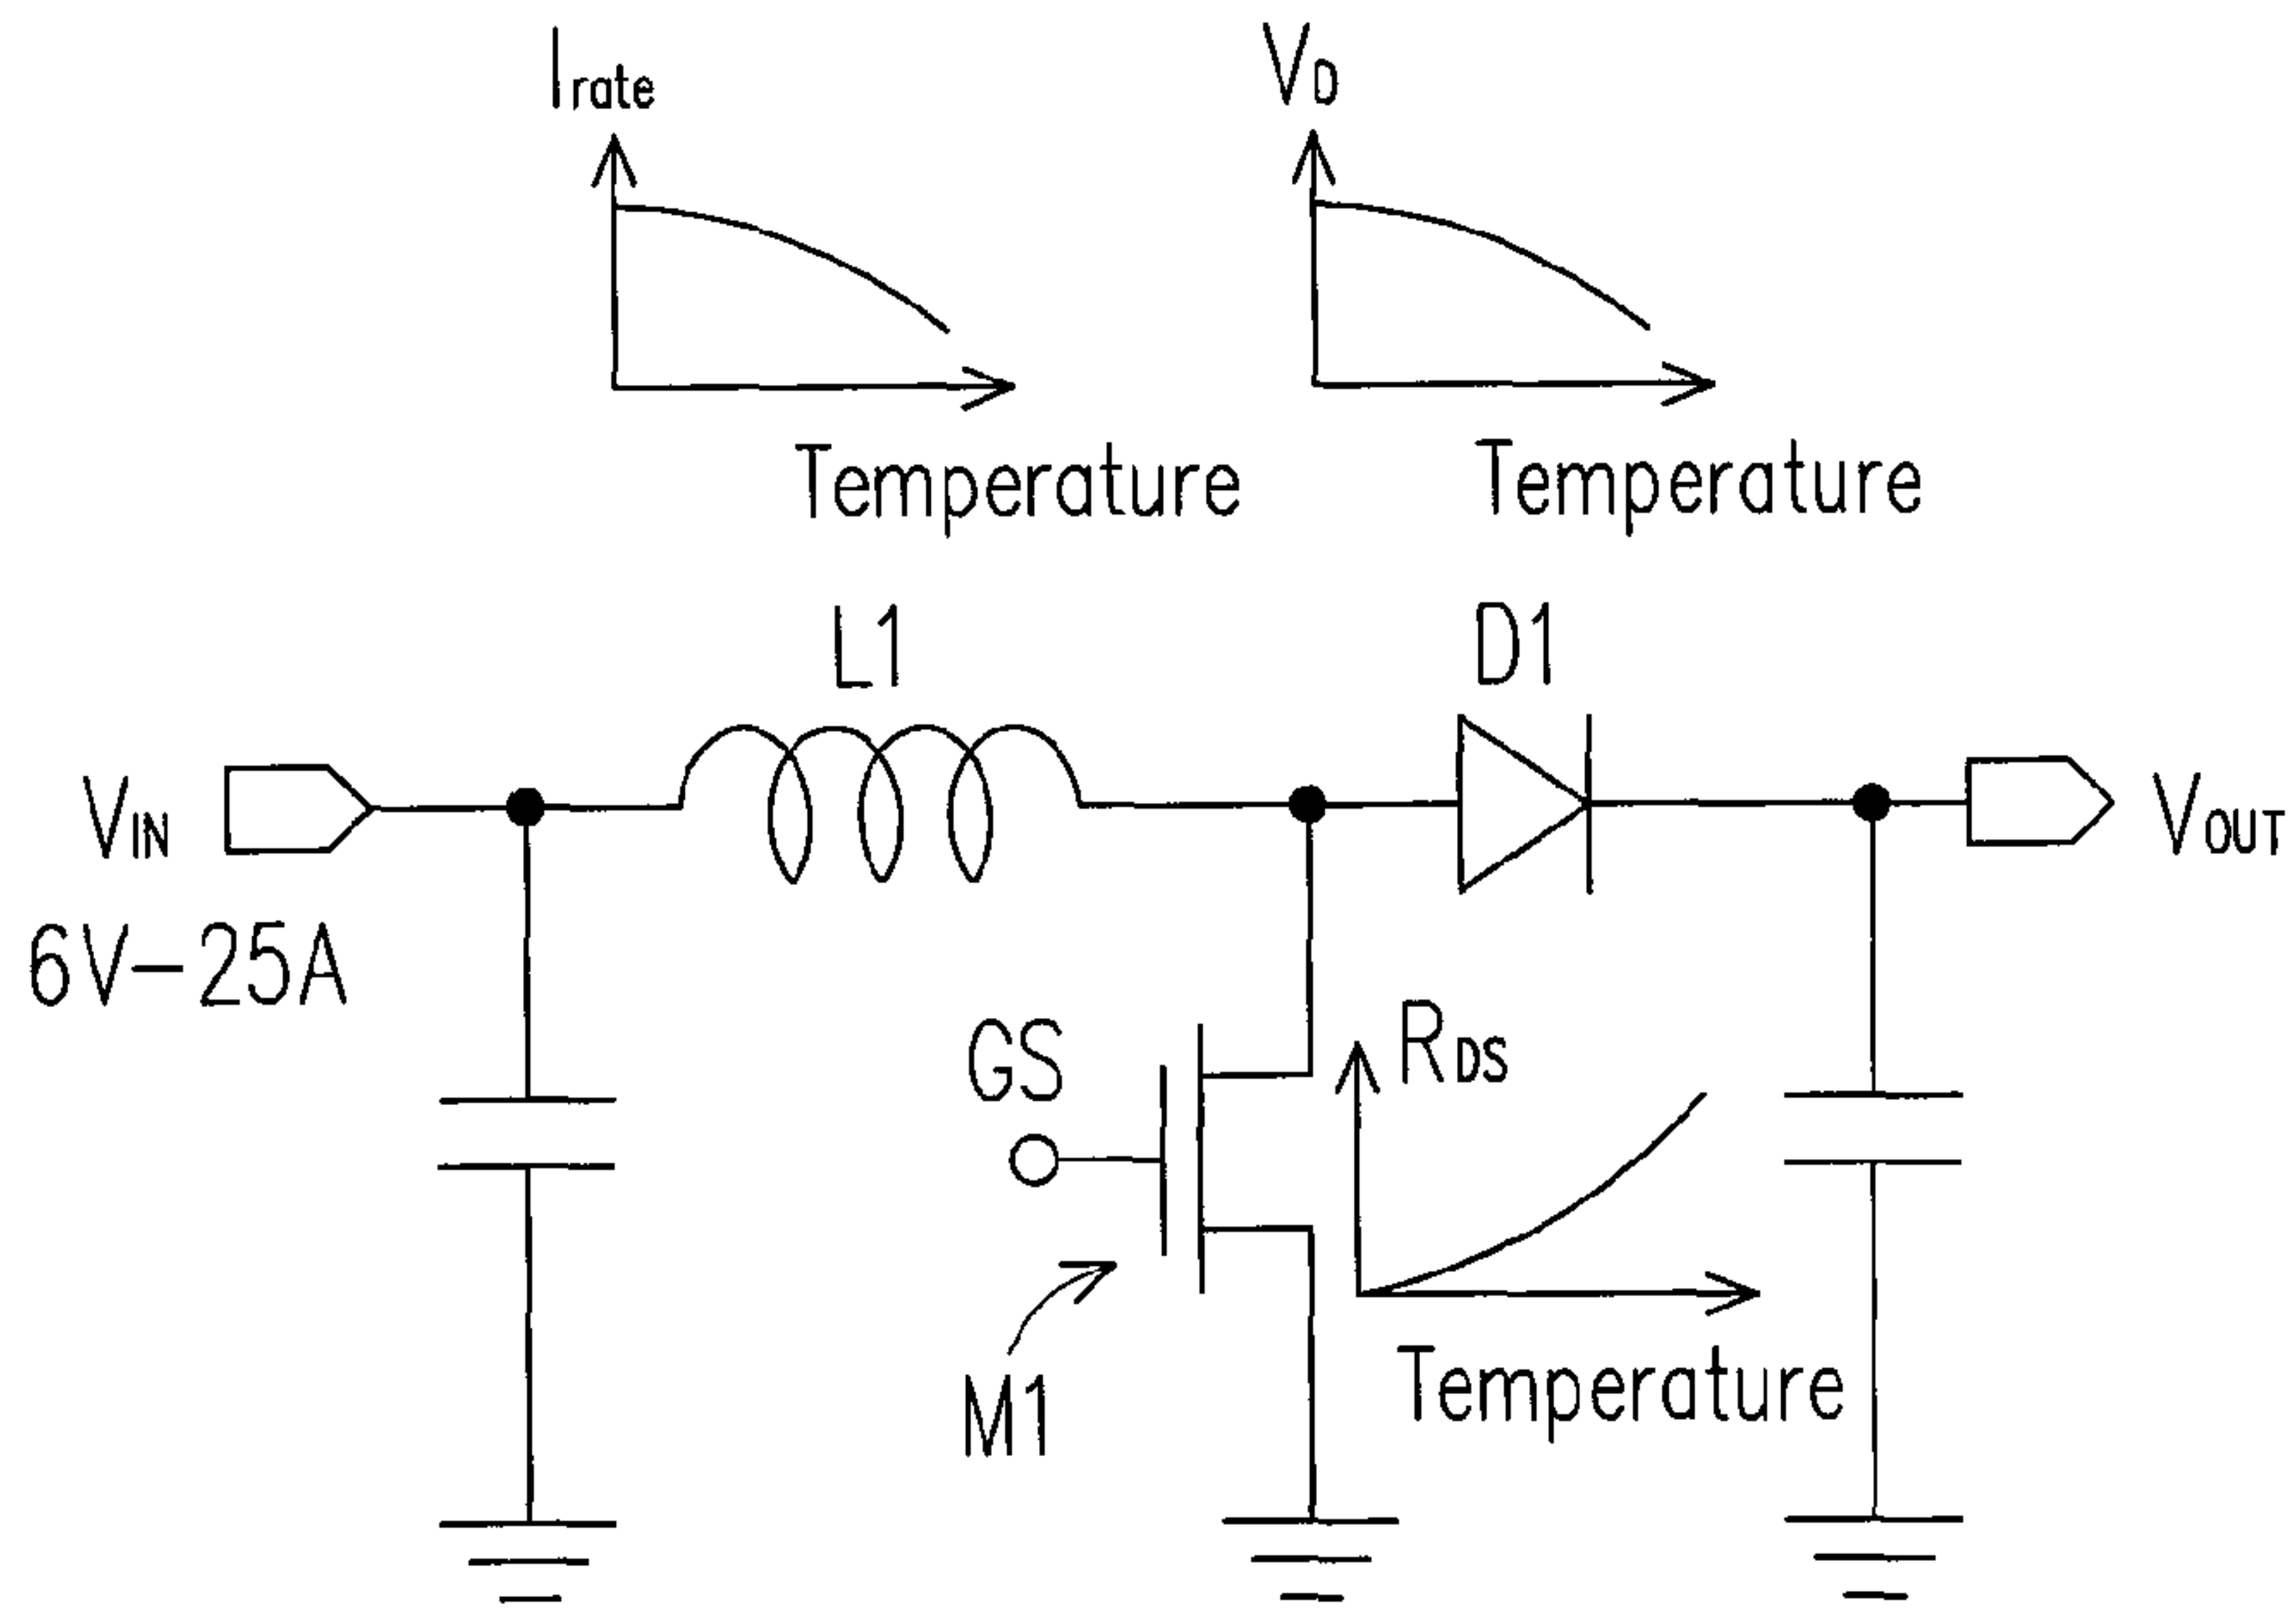 Irate
VD
Temperature
Temperature
L1
D1
VIN
VOUT
6V-25A
GS
RDS
Temperature
M1